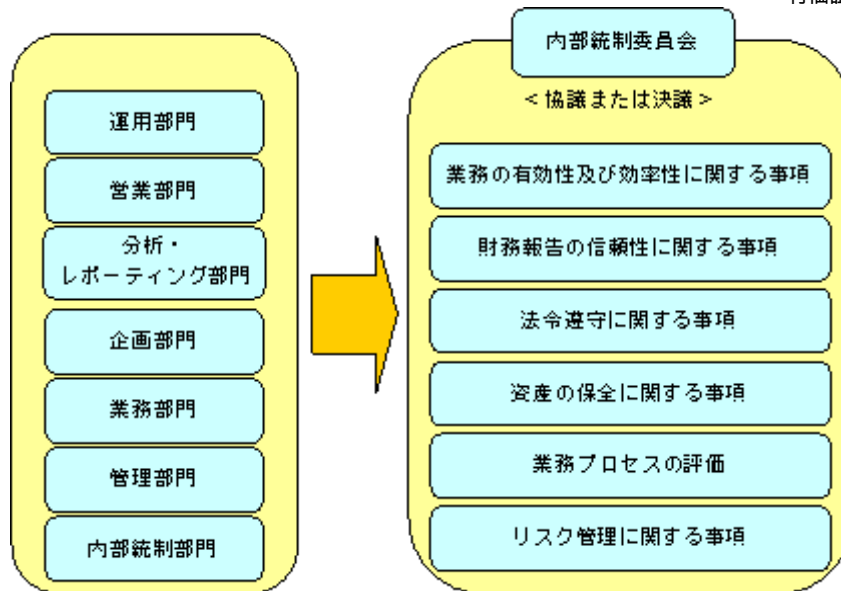 運用部門
営業部門
分析・
レポーティング部門
企画部門
業務部門
管理部門
内部統制部門
内部統制委員会
<協議または決議>
業務の有効性及び効率性に関する事項
財務報告の信頼性に関する事項
法令遵守に関する事項
資産の保全に関する事項
業務プロセスの評価
リスク管理に関する事項